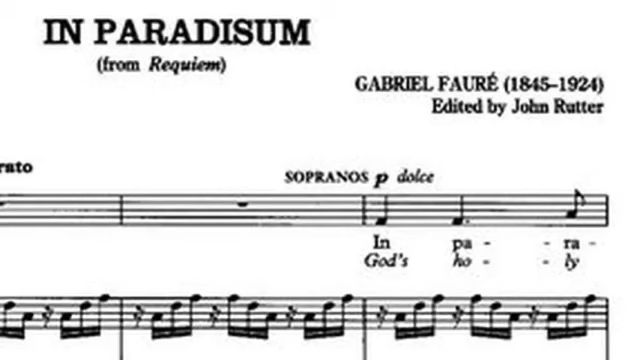 IN PARADISUM
(from Requiem)
GABRIEL FAURÉ (1845–1924)
Edited by John Rutter
rato
SOPRANOS p dolce
In pa - - ra -
God's ho - - ly